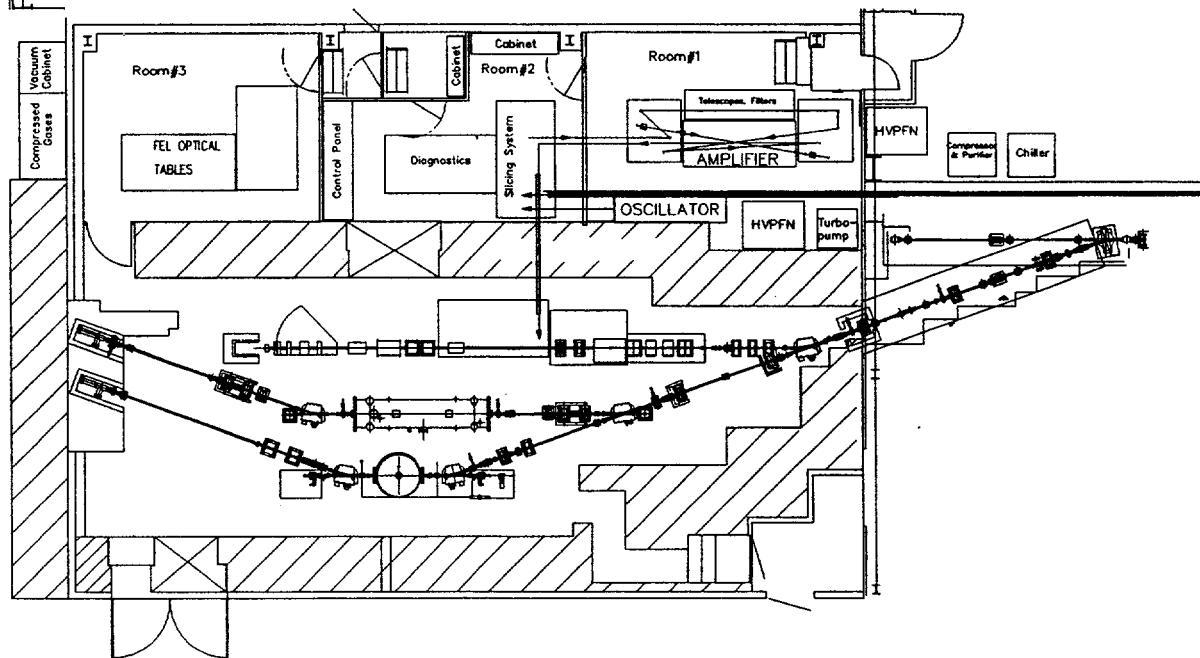 Vacuum
Cabinet
Compressed
Gases
Room#3
FEL OPTICAL
TABLES
Control Panel
Cabinet
Cabinet
Room#2
Diagnostics
Slicing System
Room#1
Telescopes, Filters
AMPLIFIER
OSCILLATOR
HVPFN
Turbo-
pump
HVPFN
Compressor
& Purifier
Chiller